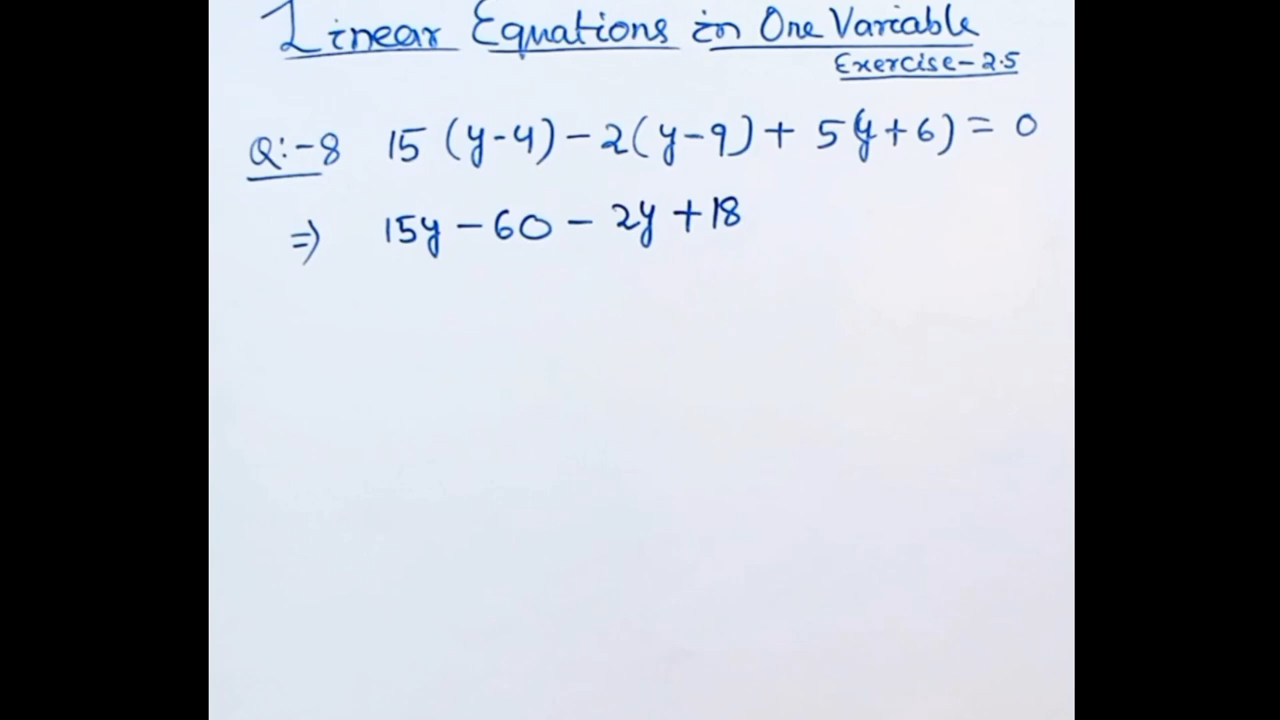 Linear Equations in One Variable
Exercise-2.5
Q:-8 15(y-4)-2(y-9)+5(y+6)=0
⇒ 15y-60-2y+18